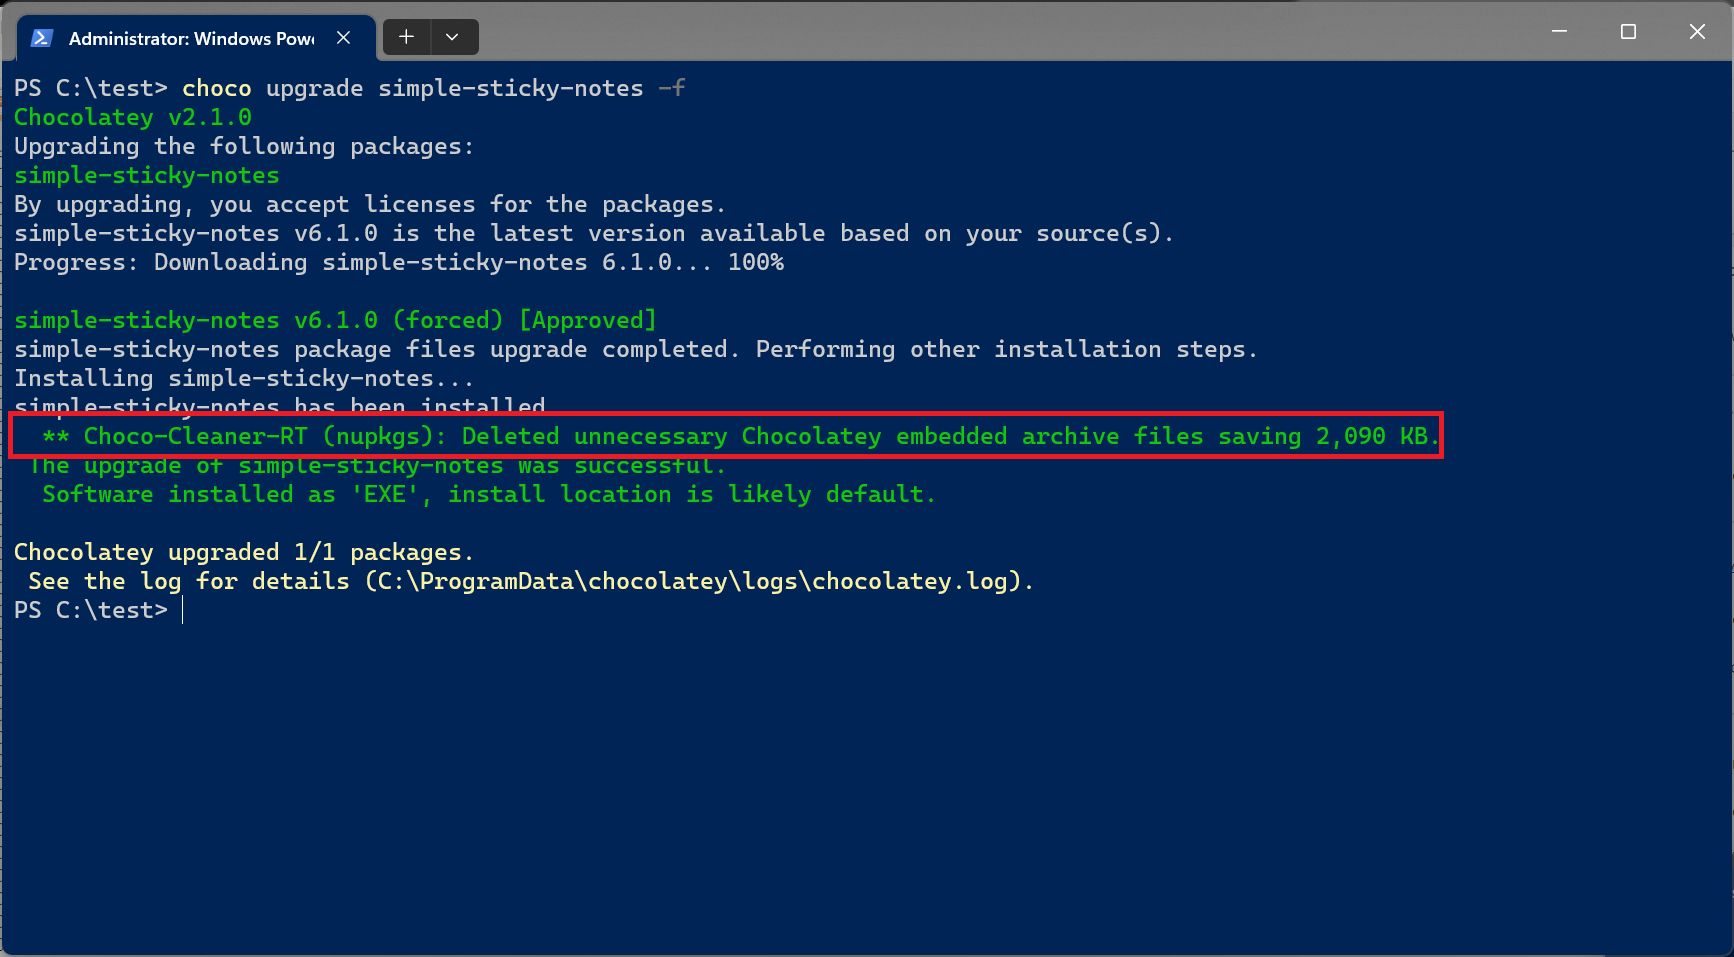 Administrator: Windows Pow
PS C:\test> choco upgrade simple-sticky-notes -f
Chocolatey v2.1.0
Upgrading the following packages:
simple-sticky-notes
By upgrading, you accept licenses for the packages.
simple-sticky-notes v6.1.0 is the latest version available based on your source(s).
Progress: Downloading simple-sticky-notes 6.1.0... 100%
simple-sticky-notes v6.1.0 (forced) [Approved]
simple-sticky-notes package files upgrade completed. Performing other installation steps.
Installing simple-sticky-notes...
simple-sticky-notes has been installed
** Choco-Cleaner-RT (nupkgs): Deleted unnecessary Chocolatey embedded archive files saving 2,090 KB.
The upgrade of simple-sticky-notes was successful.
Software installed as 'EXE', install location is likely default.
Chocolatey upgraded 1/1 packages.
See the log for details (C:\ProgramData\chocolatey\logs\chocolatey.log).
PS C:\test>